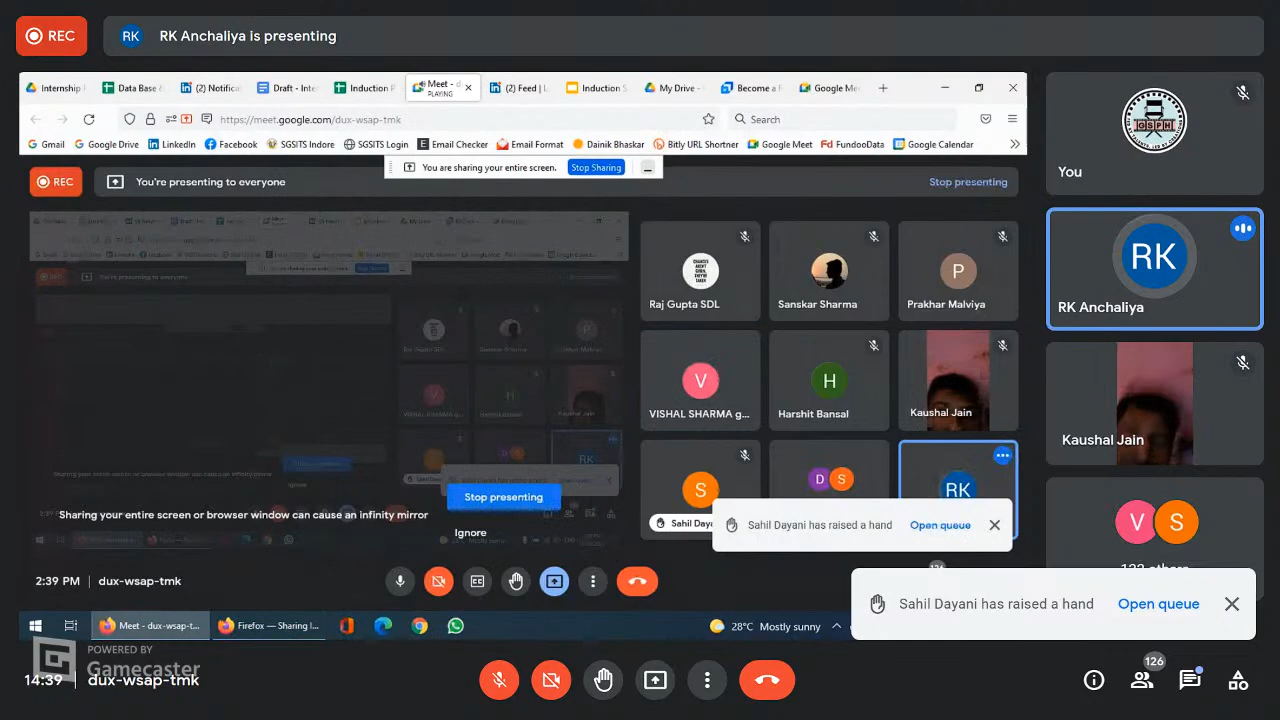 REC
RK
RK Anchaliya is presenting
Internship
Data Base &
(2) Notifica
Draft - Inte
Induction P
Meet - d
PLAYING
(2) Feed | L
Induction S
My Drive -
Become a
Google Me
https://meet.google.com/dux-wsap-tmk
Search
Gmail
Google Drive
LinkedIn
Facebook
SGSITS Indore
SGSITS Login
Email Checker
Email Format
Dainik Bhaskar
Bitly URL Shortner
Google Meet
FundooData
Google Calendar
You are sharing your entire screen.
Stop Sharing
REC
You're presenting to everyone
Stop presenting
Raj Gupta SDL
Sanskar Sharma
P
Prakhar Malviya
V
VISHAL SHARMA g...
H
Harshit Bansal
Kaushal Jain
S
Sahil Daya
D
S
RK
Sahil Dayani has raised a hand
Open queue
Stop presenting
Sharing your entire screen or browser window can cause an infinity mirror
Ignore
2:39 PM | dux-wsap-tmk
Meet - dux-wsap-t...
Firefox — Sharing I...
28°C Mostly sunny
You
RK
RK Anchaliya
Kaushal Jain
V
S
Sahil Dayani has raised a hand
Open queue
POWERED BY
Gamecaster
14:39
dux-wsap-tmk
126